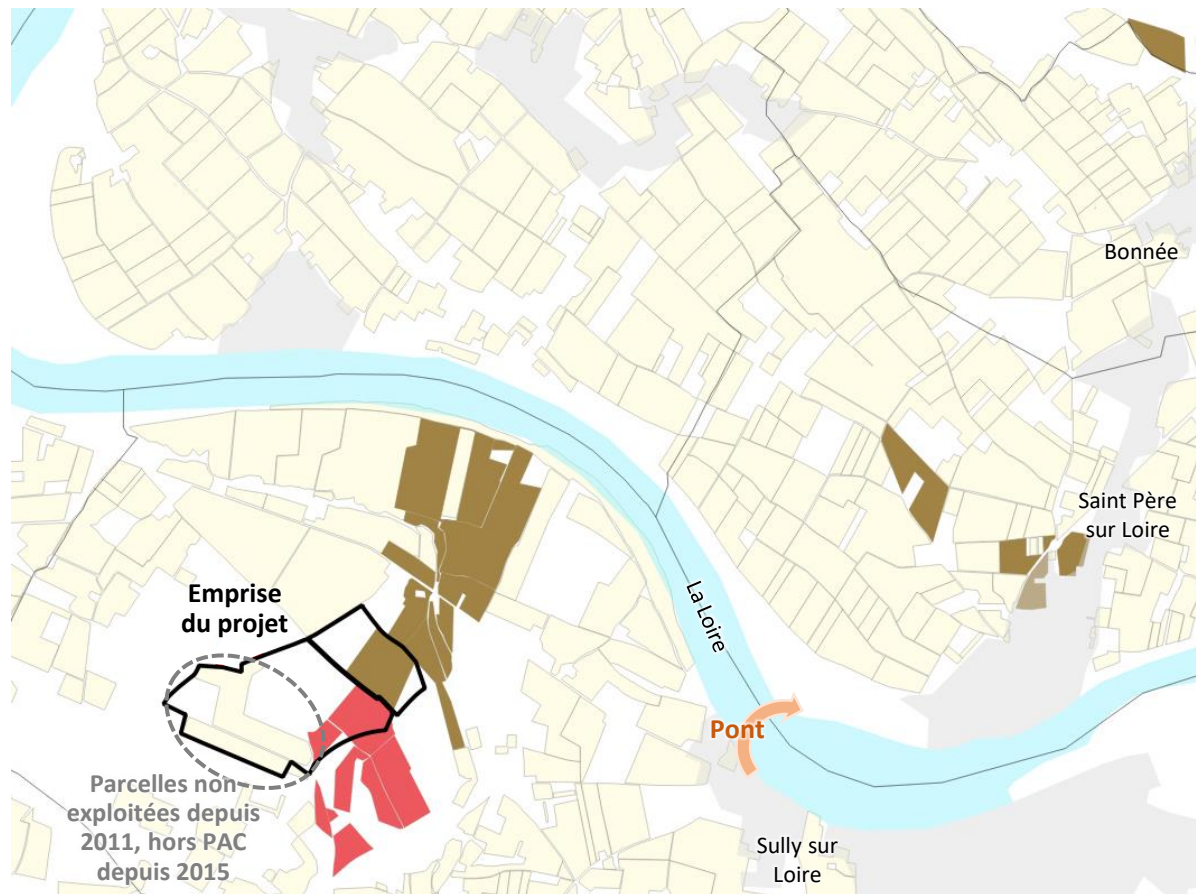 Bonnée
Saint Père
sur Loire
Emprise
du projet
La Loire
Pont
Parcelles non
exploitées depuis
2011, hors PAC
depuis 2015
Sully sur
Loire